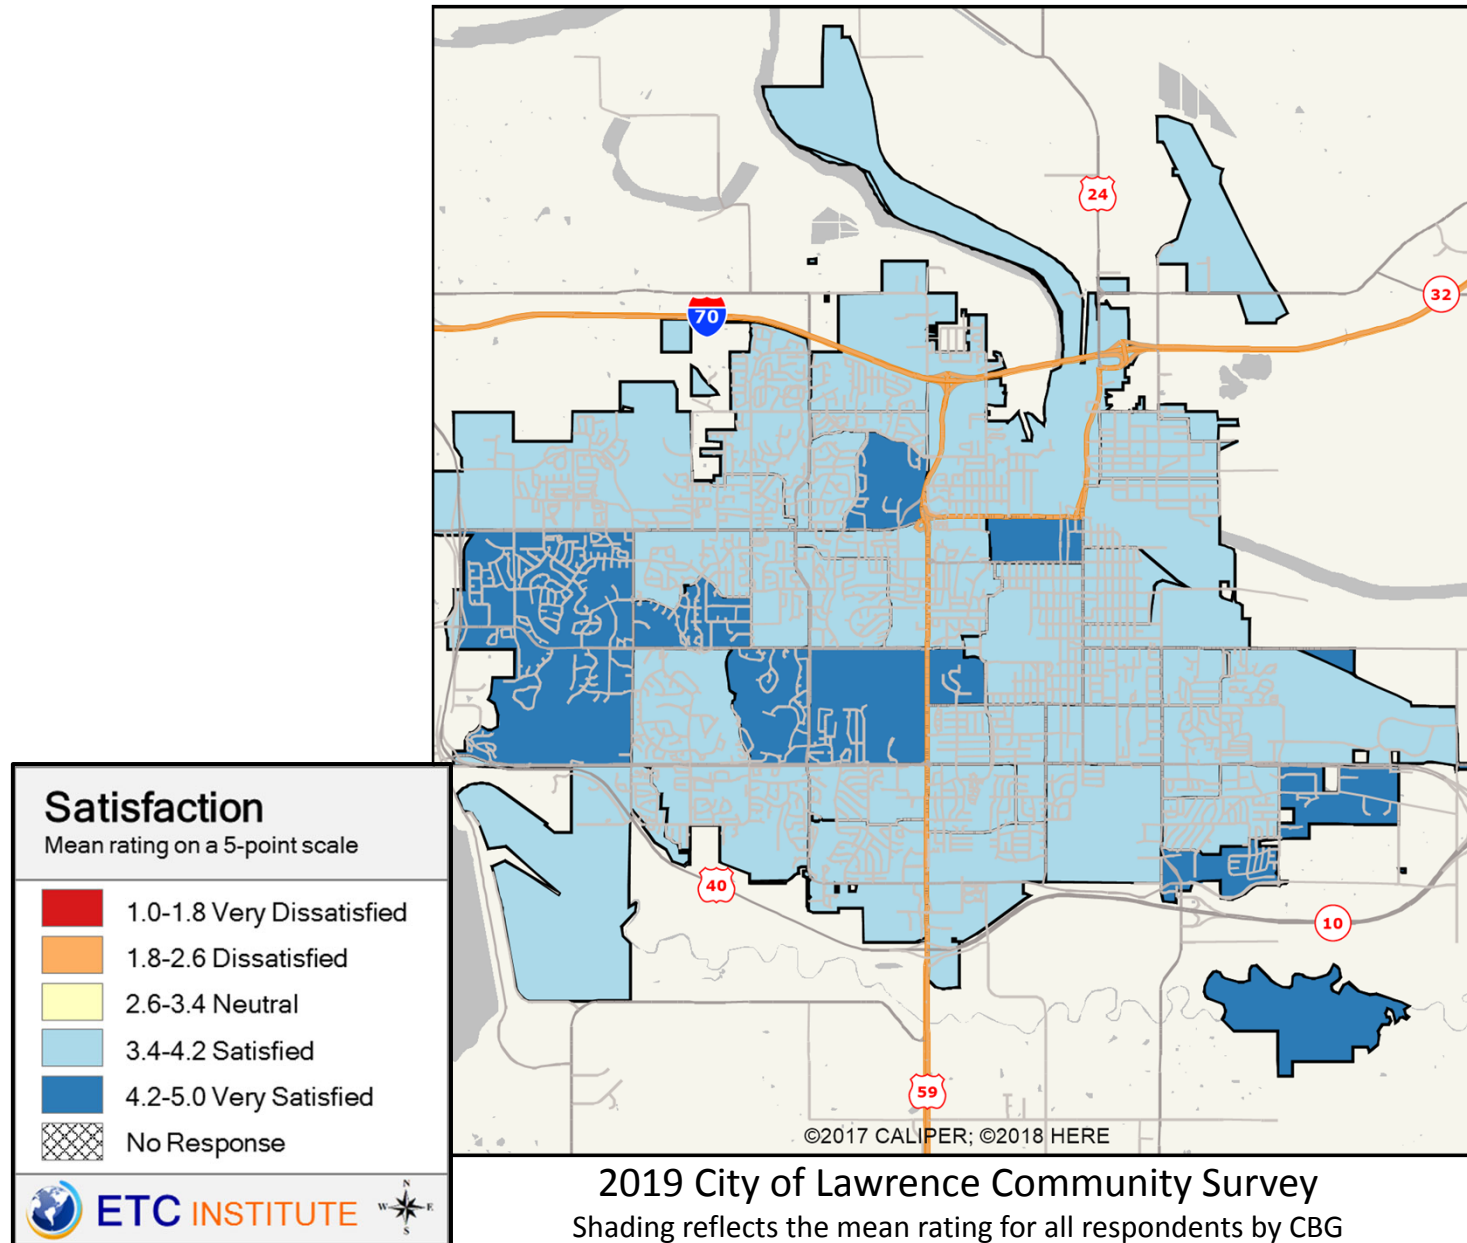 24
32
70
40
10
59
©2017 CALIPER; ©2018 HERE
Satisfaction
Mean rating on a 5-point scale
1.0-1.8 Very Dissatisfied
1.8-2.6 Dissatisfied
2.6-3.4 Neutral
3.4-4.2 Satisfied
4.2-5.0 Very Satisfied
No Response
ETC INSTITUTE
N
W E
S
2019 City of Lawrence Community Survey
Shading reflects the mean rating for all respondents by CBG